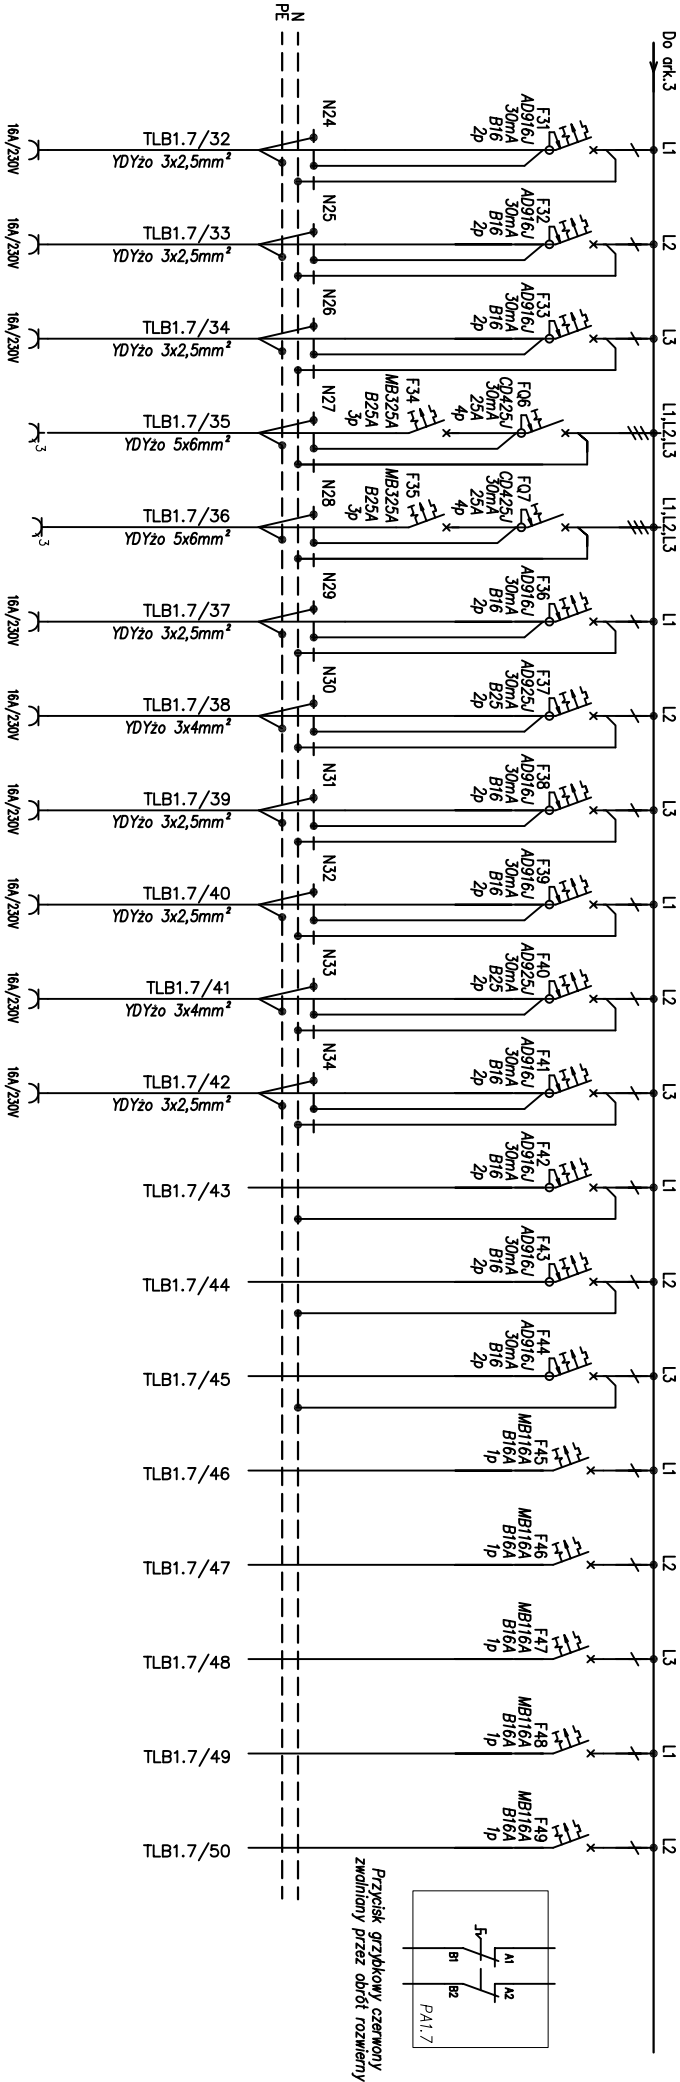 Do ark.3
N
PE
L1
F31
AD916J
30mA
B16
2p
N24
TLB1.7/32
YDYżo 3x2,5mm²
16A/230V
L2
F32
AD916J
30mA
B16
2p
N25
TLB1.7/33
YDYżo 3x2,5mm²
16A/230V
L3
F33
AD916J
30mA
B16
2p
N26
TLB1.7/34
YDYżo 3x2,5mm²
16A/230V
L1,L2,L3
FQ6
CD425J
30mA
25A
4p
F34
MB325A
B25A
3p
N27
TLB1.7/35
YDYżo 5x6mm²
3
L1,L2,L3
FQ7
CD425J
30mA
25A
4p
F35
MB325A
B25A
3p
N28
TLB1.7/36
YDYżo 5x6mm²
3
L1
F36
AD916J
30mA
B16
2p
N29
TLB1.7/37
YDYżo 3x2,5mm²
16A/230V
L2
F37
AD925J
30mA
B25
2p
N30
TLB1.7/38
YDYżo 3x4mm²
16A/230V
L3
F38
AD916J
30mA
B16
2p
N31
TLB1.7/39
YDYżo 3x2,5mm²
16A/230V
L1
F39
AD916J
30mA
B16
2p
N32
TLB1.7/40
YDYżo 3x2,5mm²
16A/230V
L2
F40
AD925J
30mA
B25
2p
N33
TLB1.7/41
YDYżo 3x4mm²
16A/230V
L3
F41
AD916J
30mA
B16
2p
N34
TLB1.7/42
YDYżo 3x2,5mm²
16A/230V
L1
F42
AD916J
30mA
B16
2p
TLB1.7/43
L2
F43
AD916J
30mA
B16
2p
TLB1.7/44
L3
F44
AD916J
30mA
B16
2p
TLB1.7/45
L1
F45
MB116A
B16A
1p
TLB1.7/46
L2
F46
MB116A
B16A
1p
TLB1.7/47
L3
F47
MB116A
B16A
1p
TLB1.7/48
L1
F48
MB116A
B16A
1p
TLB1.7/49
L2
F49
MB116A
B16A
1p
TLB1.7/50
A1
A2
B1
B2
PA1.7
Przycisk grzybkowy czerwony
zwalniany przez obrót rozwierny